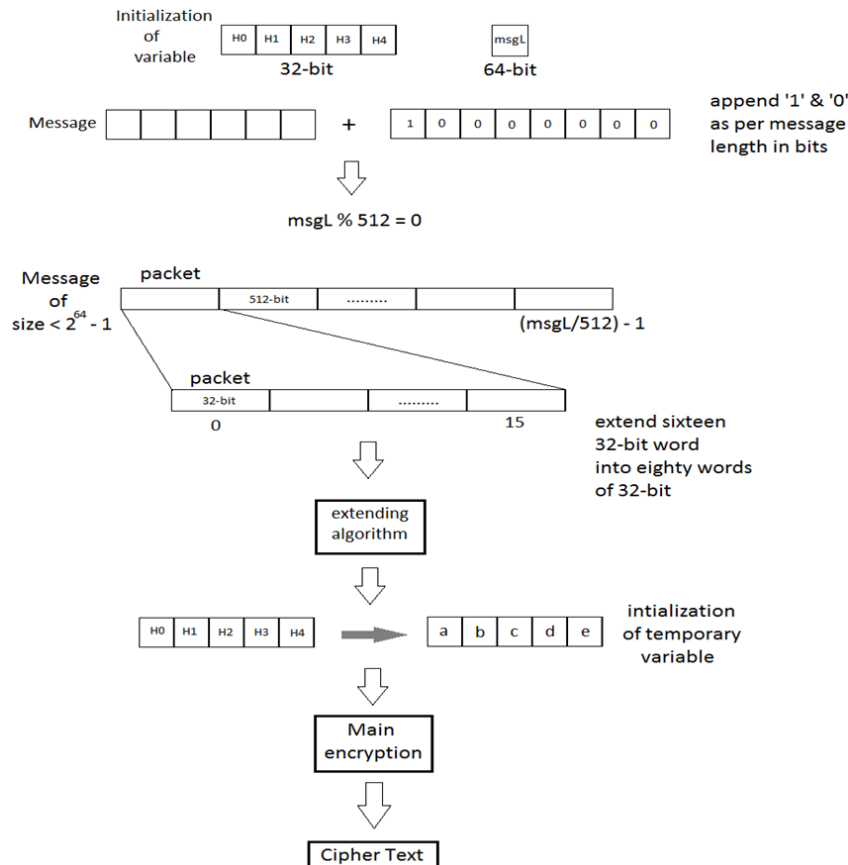 Initialization
of
variable
H0 H1 H2 H3 H4
32-bit
msgL
64-bit
Message
+
1 0 0 0 0 0 0 0 0
append '1' & '0'
as per message
length in bits
msgL % 512 = 0
Message
of
size < 2^64 - 1
packet
512-bit .........
(msgL/512) - 1
packet
32-bit .........
0 15
extend sixteen
32-bit word
into eighty words
of 32-bit
extending
algorithm
H0 H1 H2 H3 H4
a b c d e
intialization
of temporary
variable
Main
encryption
Cipher Text